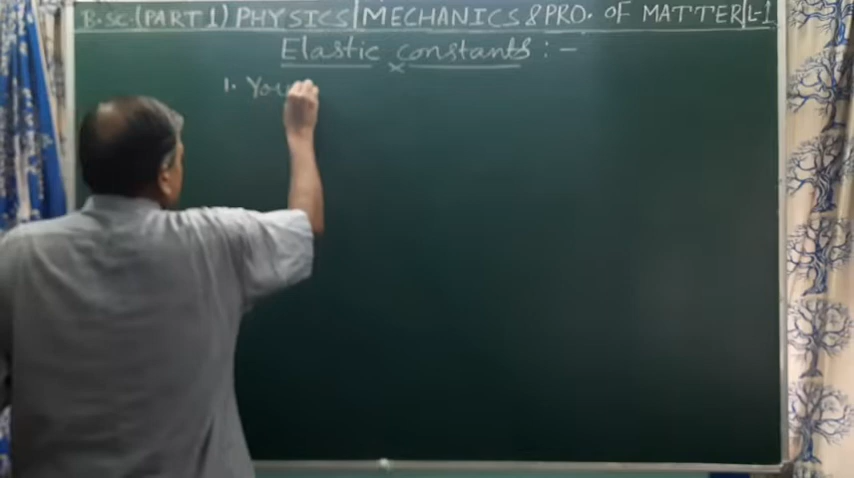 B.SC.(PART 1) PHYSICS|MECHANICS & PRO. OF MATTER|L-1
Elastic constants :-
1. You